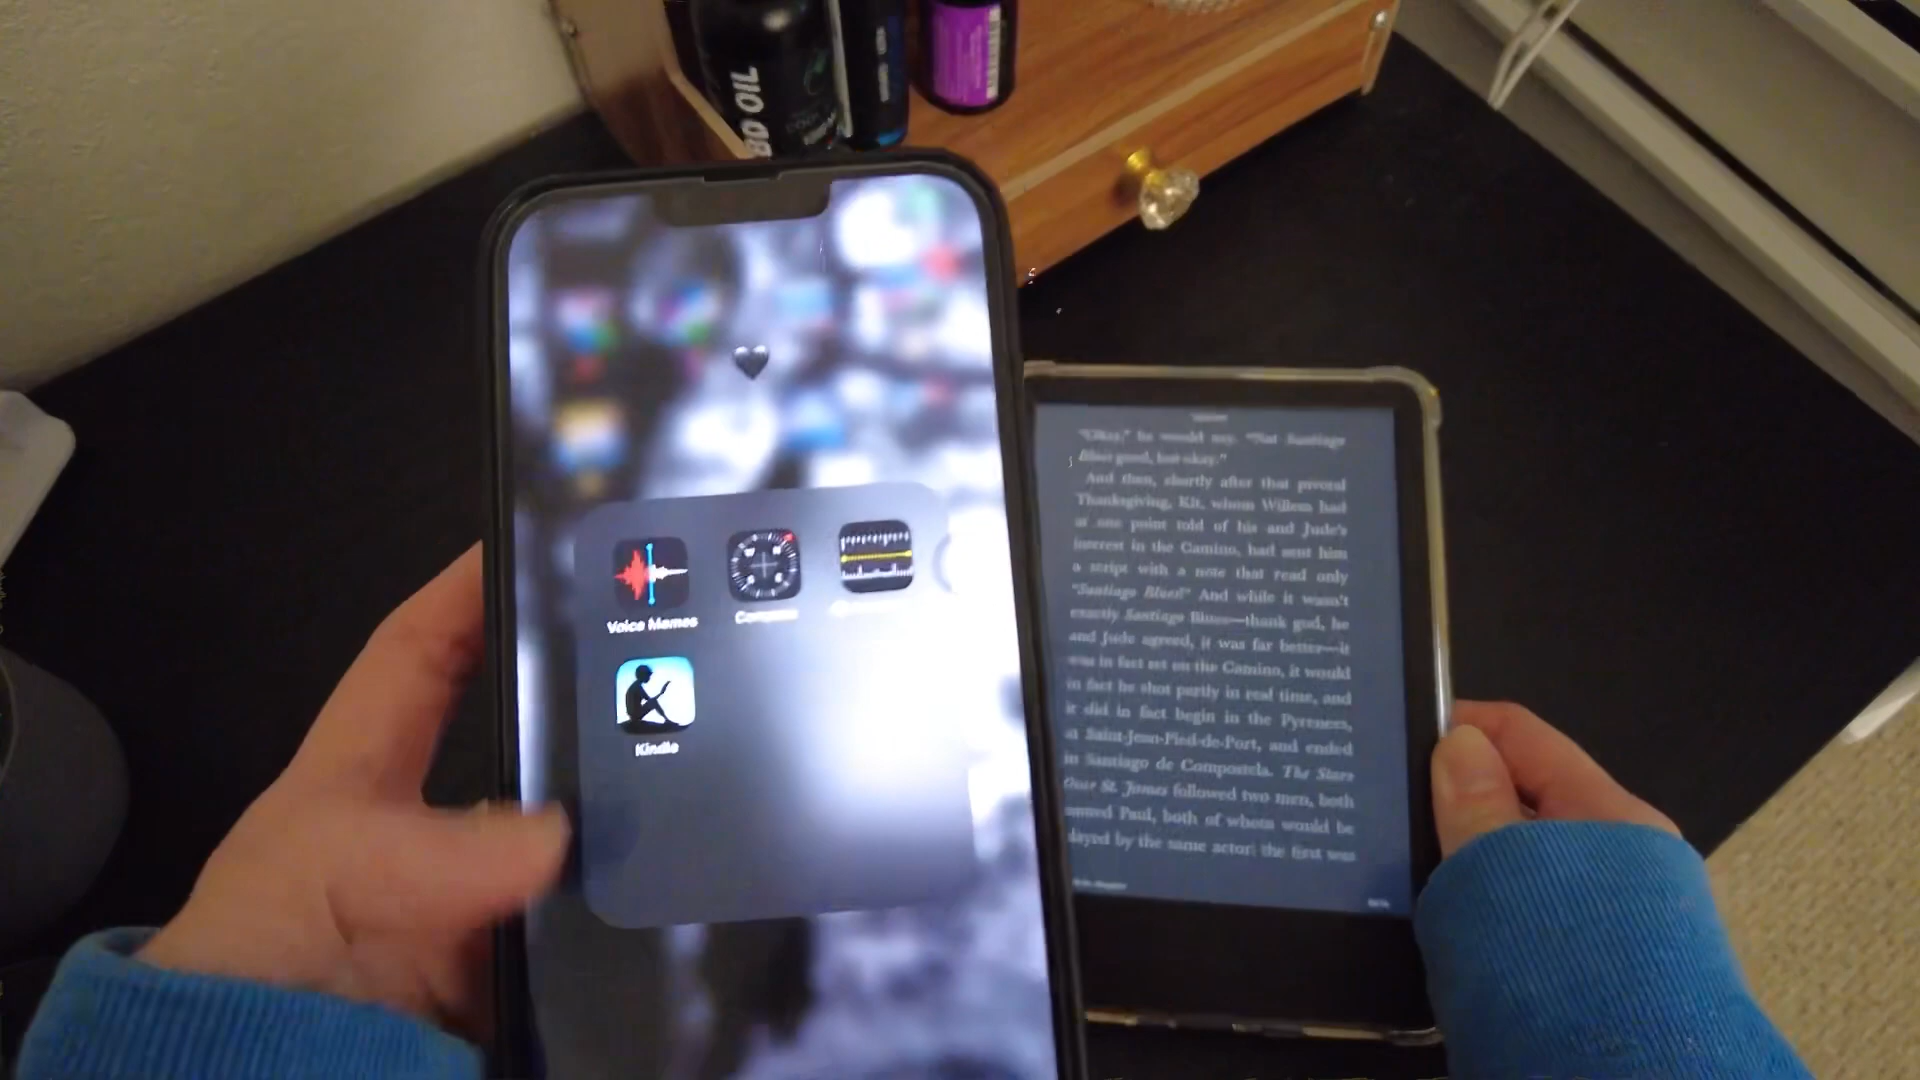 BD OIL
Voice Memos
Compass
Kindle
"Okay," he would say. "Not Santiago
Blues good, but okay."
And then, shortly after that pivotal
Thanksgiving, Kit, whom Willem had
at one point told of his and Jude's
interest in the Camino, had sent him
a script with a note that read only
"Santiago Blues!" And while it wasn't
exactly Santiago Blues—thank god, he
and Jude agreed, it was far better—it
was in fact set on the Camino, it would
in fact be shot partly in real time, and
it did in fact begin in the Pyrenees,
at Saint-Jean-Pied-de-Port, and ended
in Santiago de Compostela. The Stars
Over St. James followed two men, both
named Paul, both of whom would be
played by the same actor: the first was